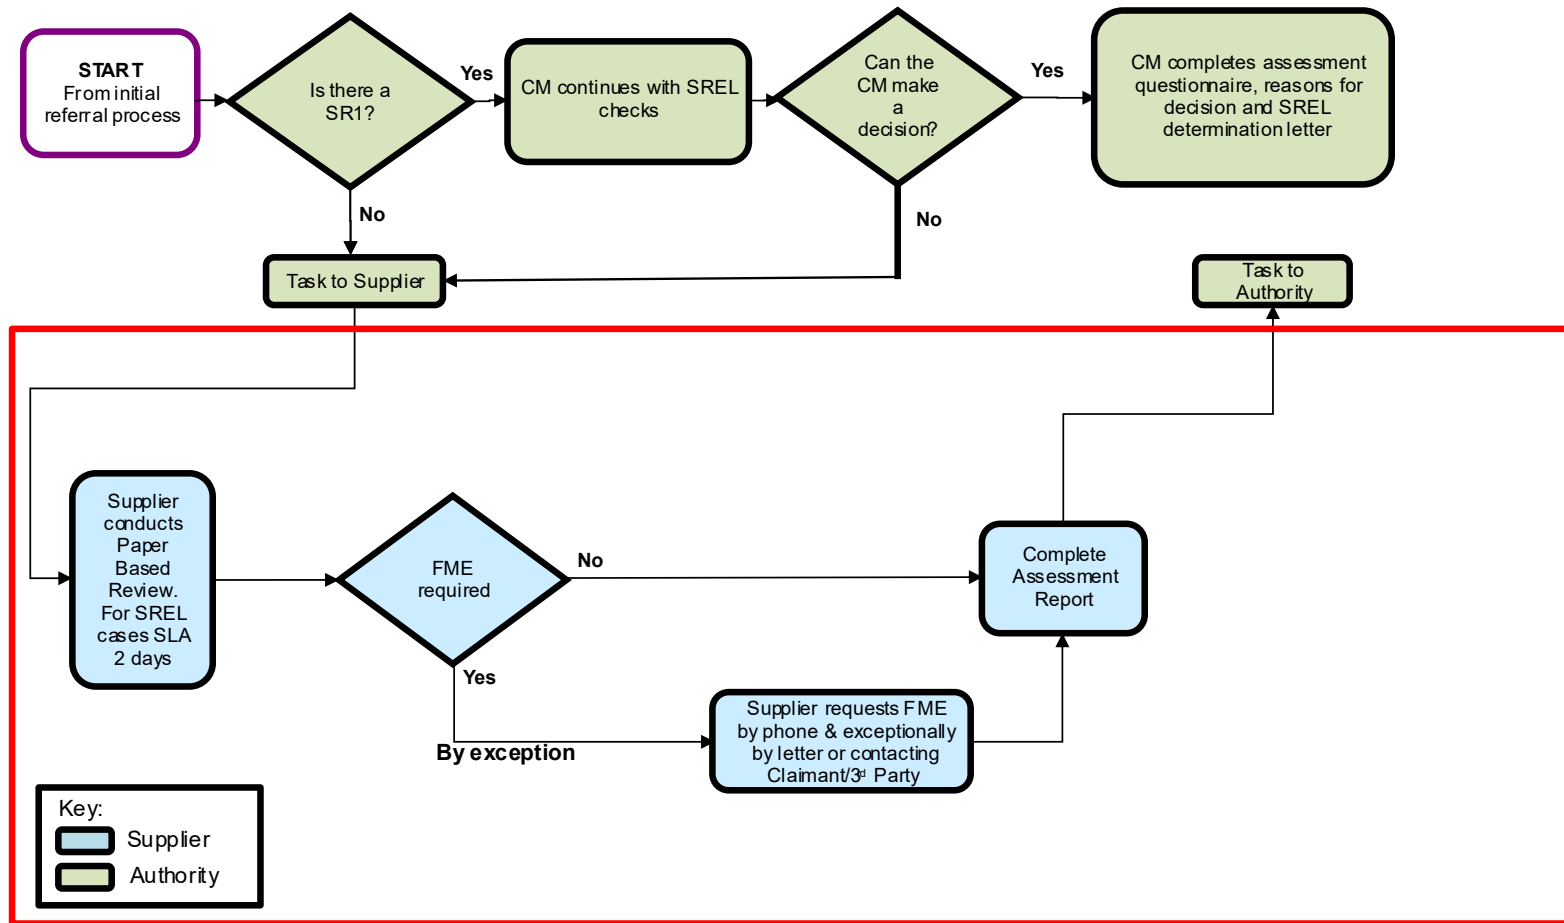 START
From initial
referral process
Is there a
SR1?
Yes
CM continues with SREL
checks
Can the
CM make
a
decision?
Yes
CM completes assessment
questionnaire, reasons for
decision and SREL
determination letter
No
No
Task to Supplier
Task to
Authority
Supplier
conducts
Paper
Based
Review.
For SREL
cases SLA
2 days
FME
required
No
Complete
Assessment
Report
Yes
By exception
Supplier requests FME
by phone & exceptionally
by letter or contacting
Claimant/3ᵈ Party
Key:
Supplier
Authority